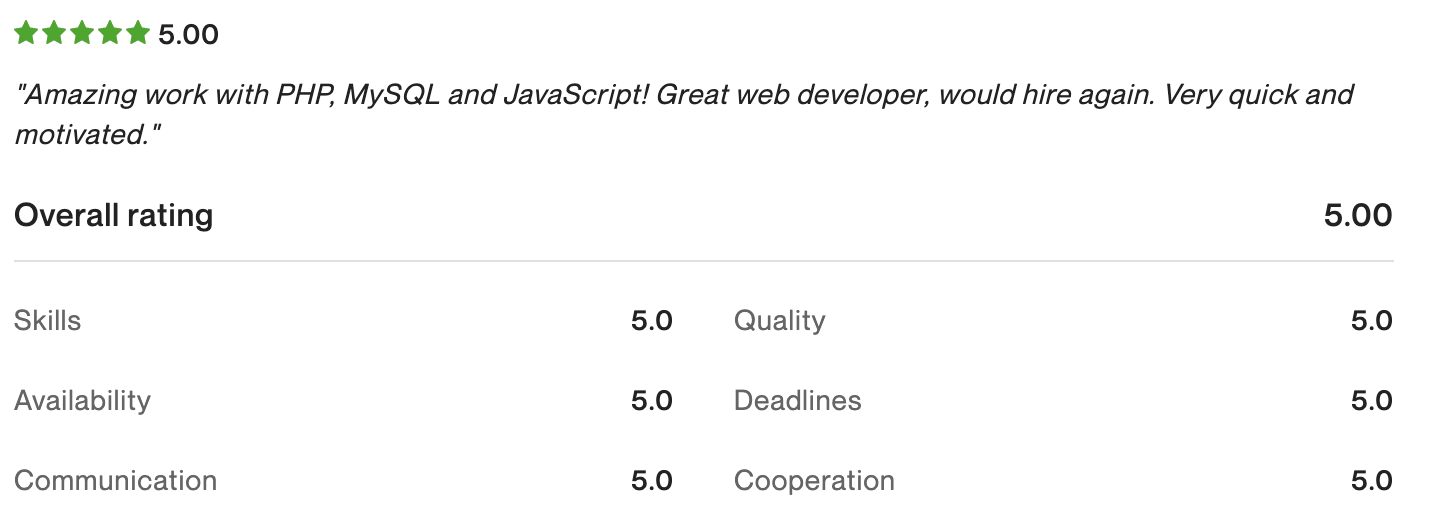 5.00
"Amazing work with PHP, MySQL and JavaScript! Great web developer, would hire again. Very quick and
motivated."
Overall rating 5.00
Skills 5.0 Quality 5.0
Availability 5.0 Deadlines 5.0
Communication 5.0 Cooperation 5.0